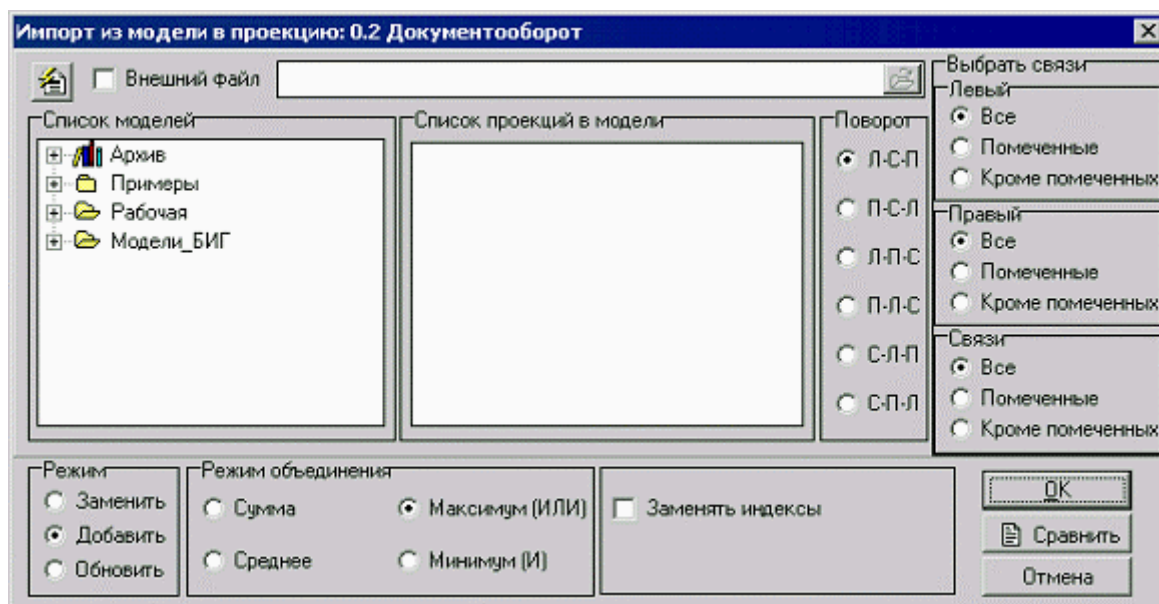 Импорт из модели в проекцию: 0.2 Документооборот
Внешний файл
Выбрать связи
Список моделей
Архив
Примеры
Рабочая
Модели_БИГ
Список проекций в модели
Поворот
Л-С-П
П-С-Л
Л-П-С
П-Л-С
С-Л-П
С-П-Л
Левый
Все
Помеченные
Кроме помеченных
Правый
Все
Помеченные
Кроме помеченных
Связи
Все
Помеченные
Кроме помеченных
Режим
Заменить
Добавить
Обновить
Режим объединения
Сумма
Максимум (ИЛИ)
Среднее
Минимум (И)
Заменять индексы
OK
Сравнить
Отмена